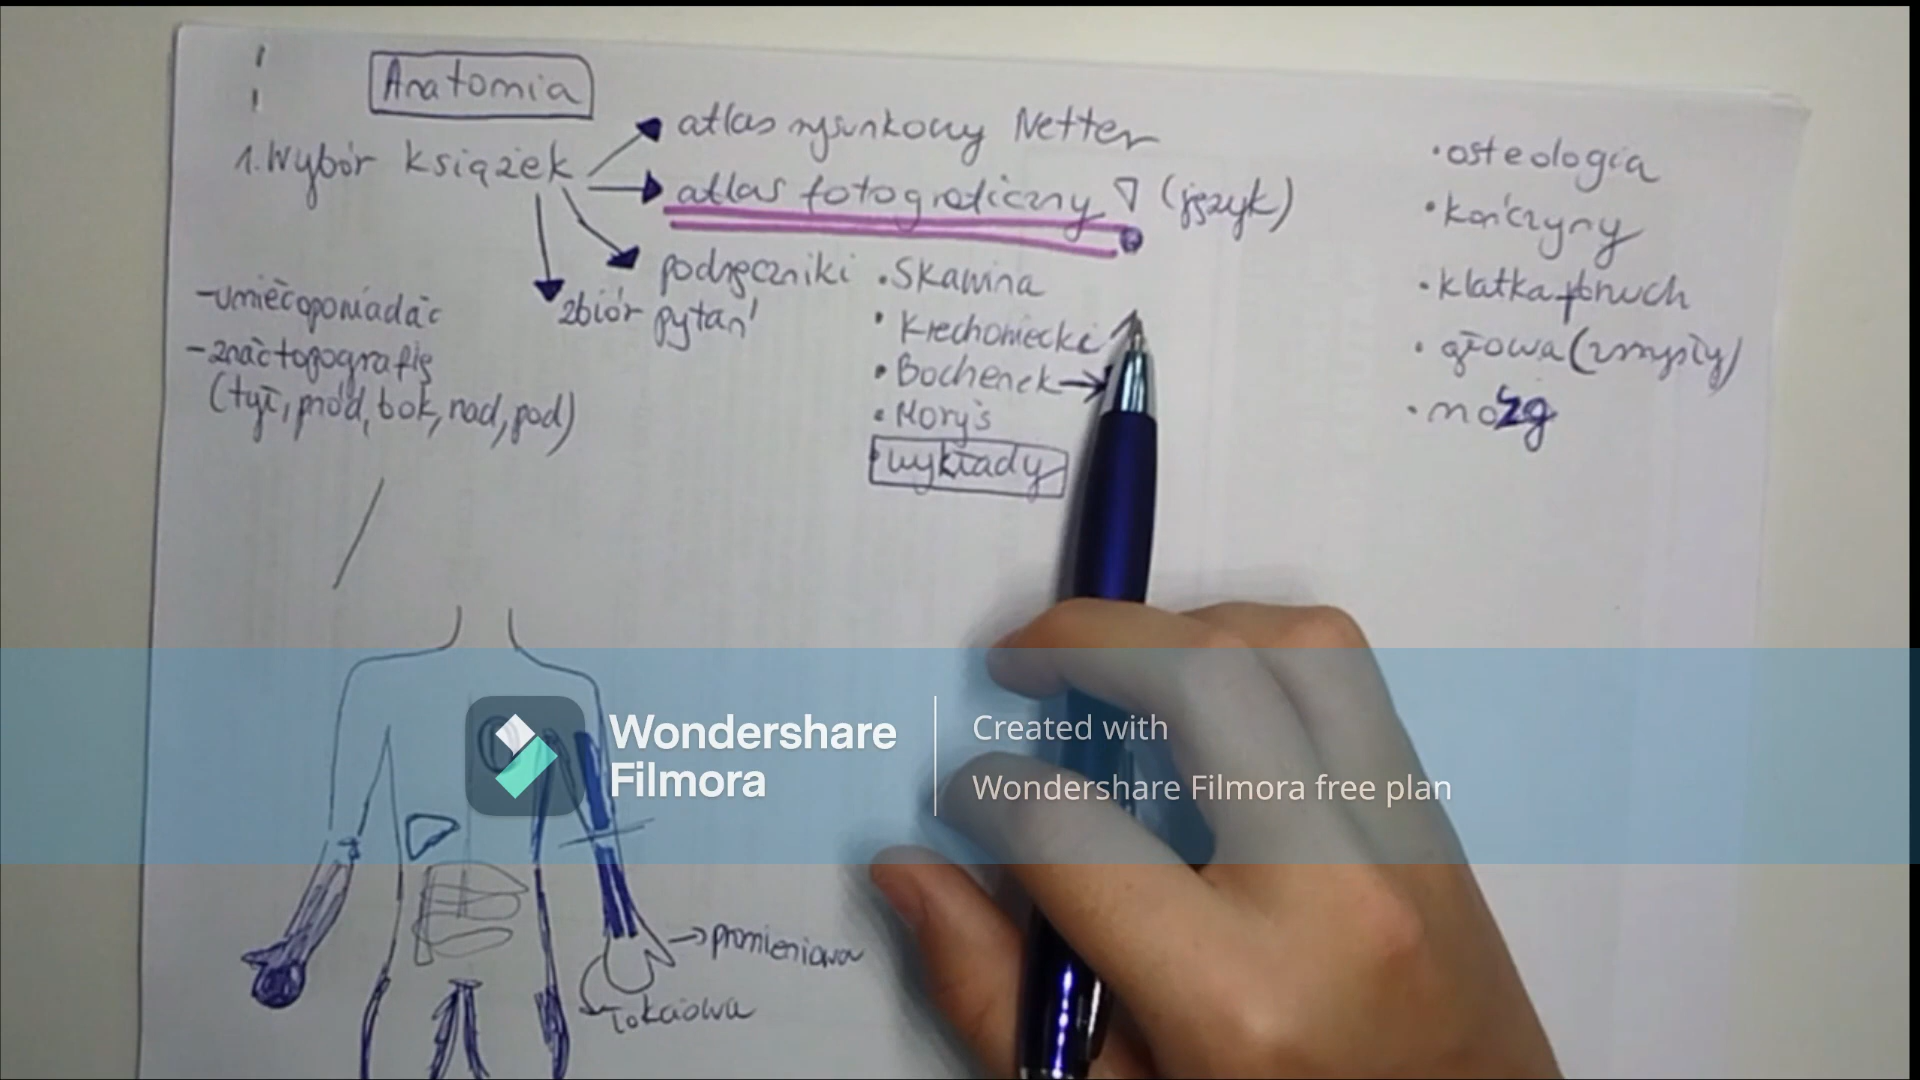 Anatomia
1. Wybór książek
atlas rysunkowy Netter
atlas fotograficzny ∇ (język)
podręczniki
• Skawina
• Krechowiecki
• Bochenek →
• Moryś
• wykłady
zbiór pytań
- umieć opowiadać
- znać topografię
(tył, przód, bok, nad, pod)
• osteologia
• kończyny
• klatka + brzuch
• głowa (zmysły)
• mózg
Wondershare
Filmora
Created with
Wondershare Filmora free plan
→ promieniowa
łokciowa